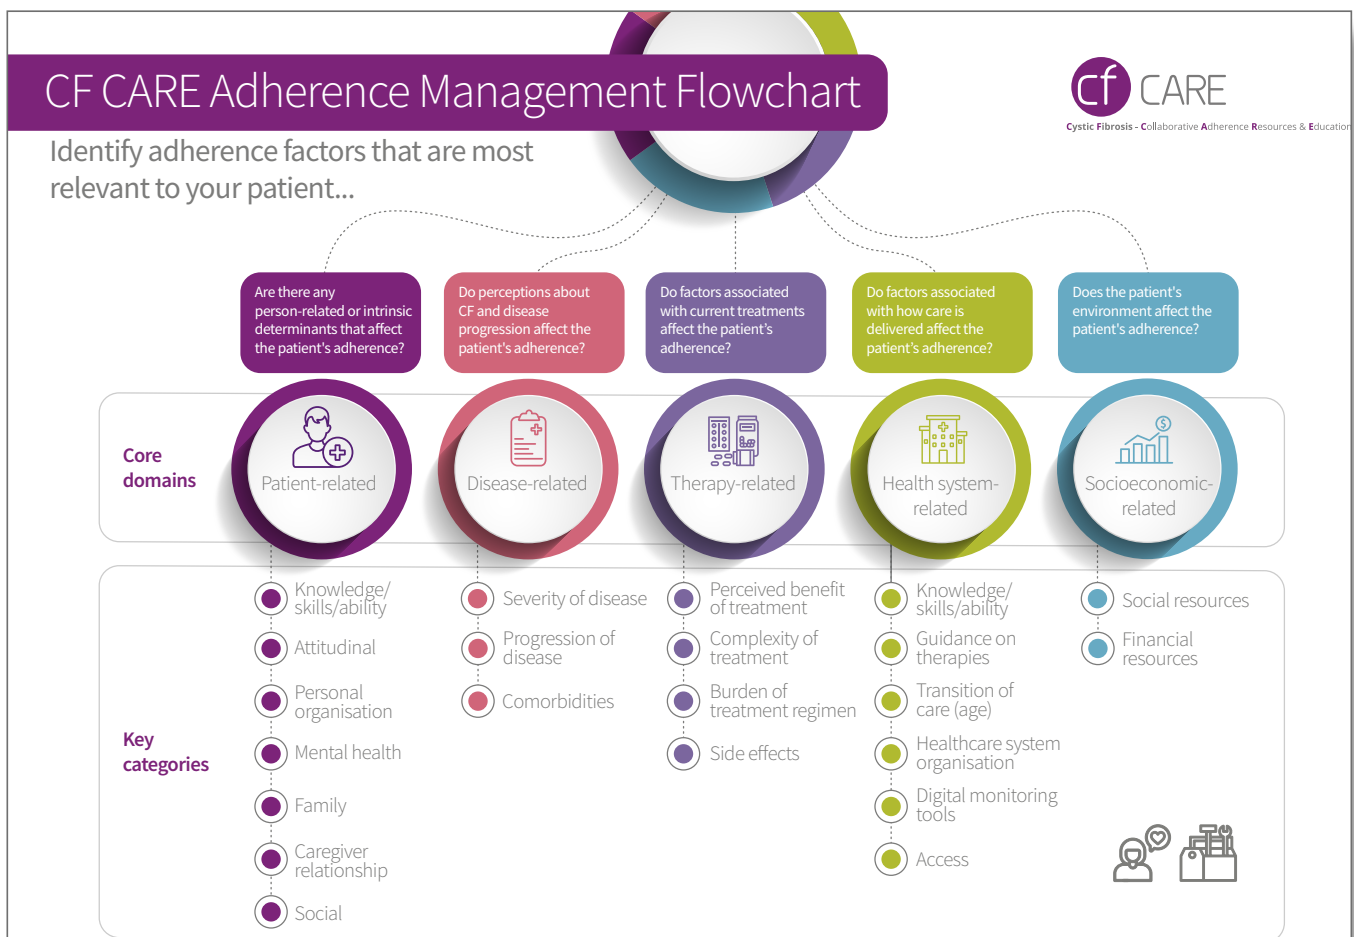 CF CARE Adherence Management Flowchart
cf CARE
Cystic Fibrosis - Collaborative Adherence Resources & Education
Identify adherence factors that are most
relevant to your patient...
Are there any
person-related or intrinsic
determinants that affect
the patient's adherence?
Do perceptions about
CF and disease
progression affect the
patient's adherence?
Do factors associated
with current treatments
affect the patient's
adherence?
Do factors associated
with how care is
delivered affect the
patient's adherence?
Does the patient's
environment affect the
patient's adherence?
Core
domains
Patient-related
Disease-related
Therapy-related
Health system-
related
$
Socioeconomic-
related
Key
categories
Knowledge/
skills/ability
Attitudinal
Personal
organisation
Mental health
Family
Caregiver
relationship
Social
Severity of disease
Progression of
disease
Comorbidities
Perceived benefit
of treatment
Complexity of
treatment
Burden of
treatment regimen
Side effects
Knowledge/
skills/ability
Guidance on
therapies
Transition of
care (age)
Healthcare system
organisation
Digital monitoring
tools
Access
Social resources
Financial
resources